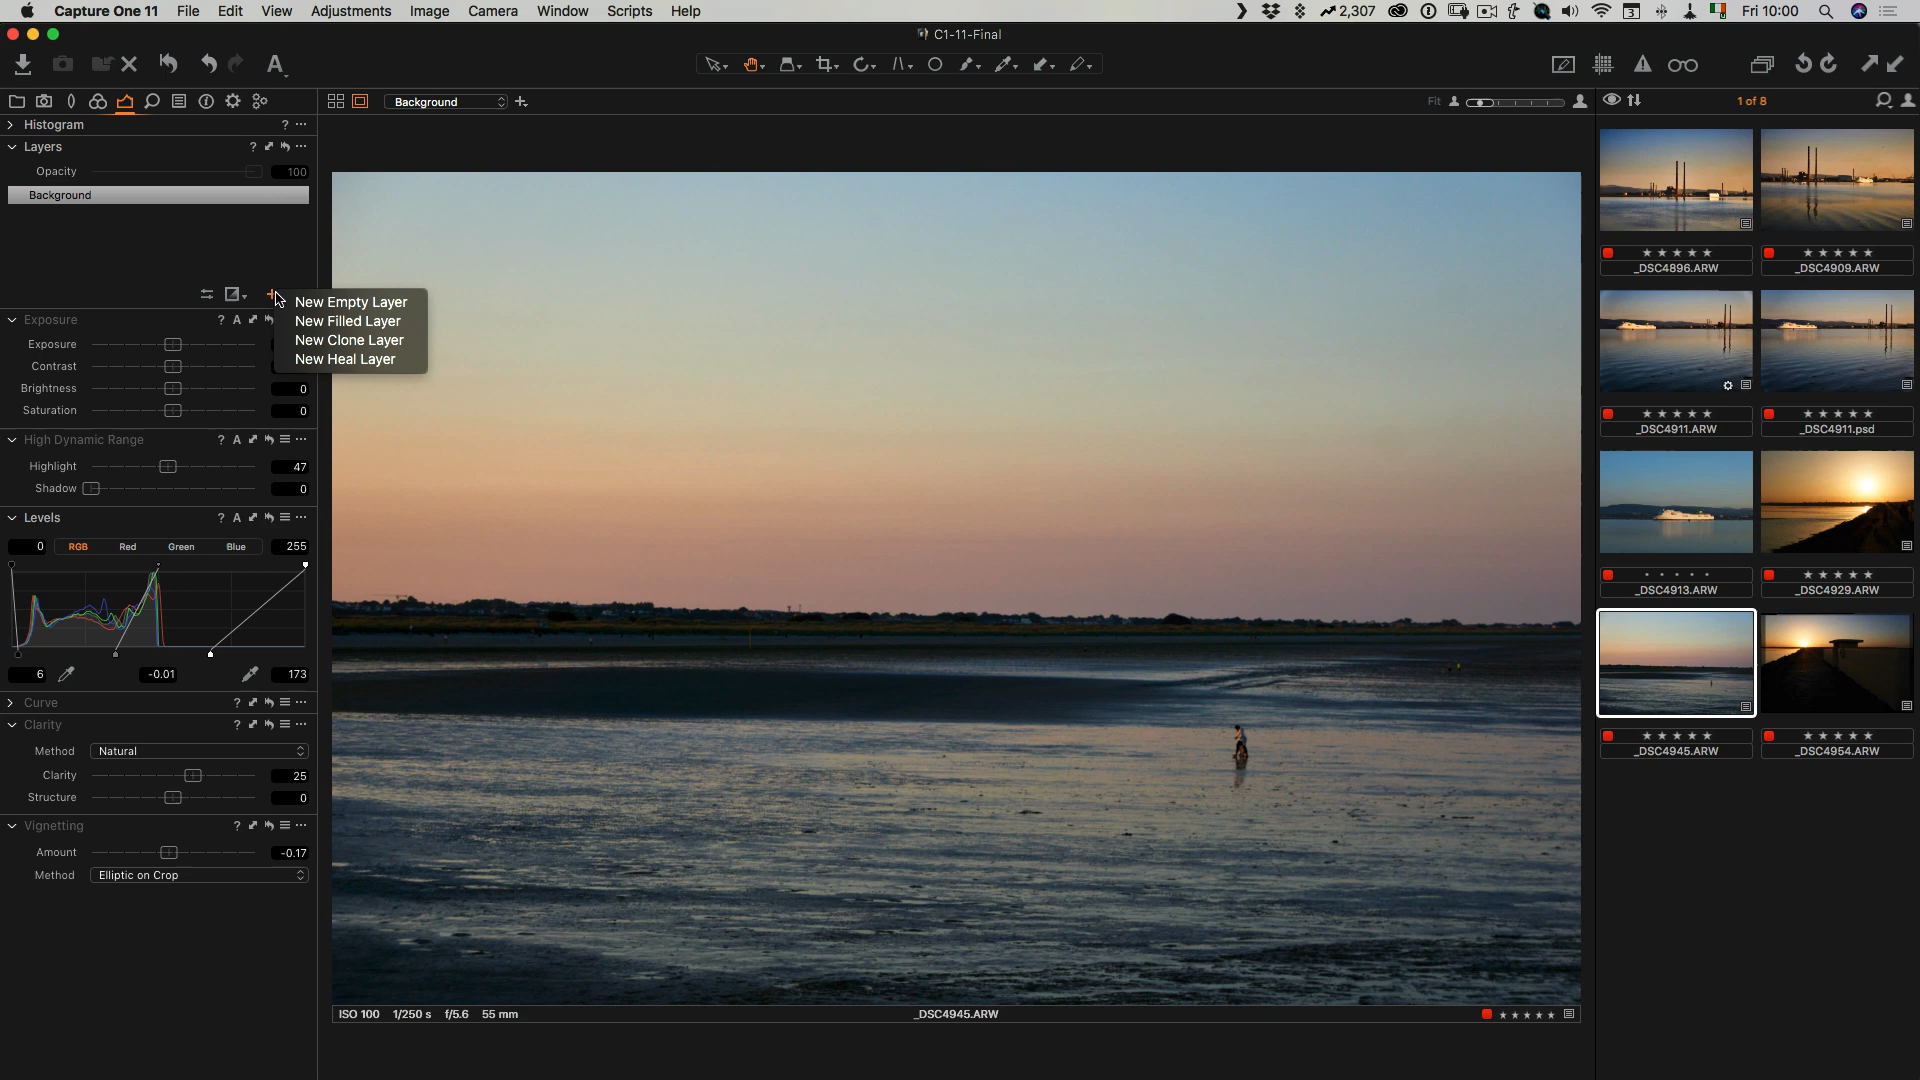 Capture One 11 File Edit View Adjustments Image Camera Window Scripts Help 2,307 3 Fri 10:00
C1-11-Final
Background
Fit
1 of 8
Histogram ?
Layers ?
Opacity 100
Background
New Empty Layer
New Filled Layer
New Clone Layer
New Heal Layer
Exposure ? A
Exposure
Contrast
Brightness 0
Saturation 0
High Dynamic Range ? A
Highlight 47
Shadow 0
Levels ? A
0 RGB Red Green Blue 255
6 -0.01 173
Curve ?
Clarity ?
Method Natural
Clarity 25
Structure 0
Vignetting ?
Amount -0.17
Method Elliptic on Crop
ISO 100 1/250 s f/5.6 55 mm
_DSC4945.ARW
_DSC4896.ARW
_DSC4909.ARW
_DSC4911.ARW
_DSC4911.psd
_DSC4913.ARW
_DSC4929.ARW
_DSC4945.ARW
_DSC4954.ARW